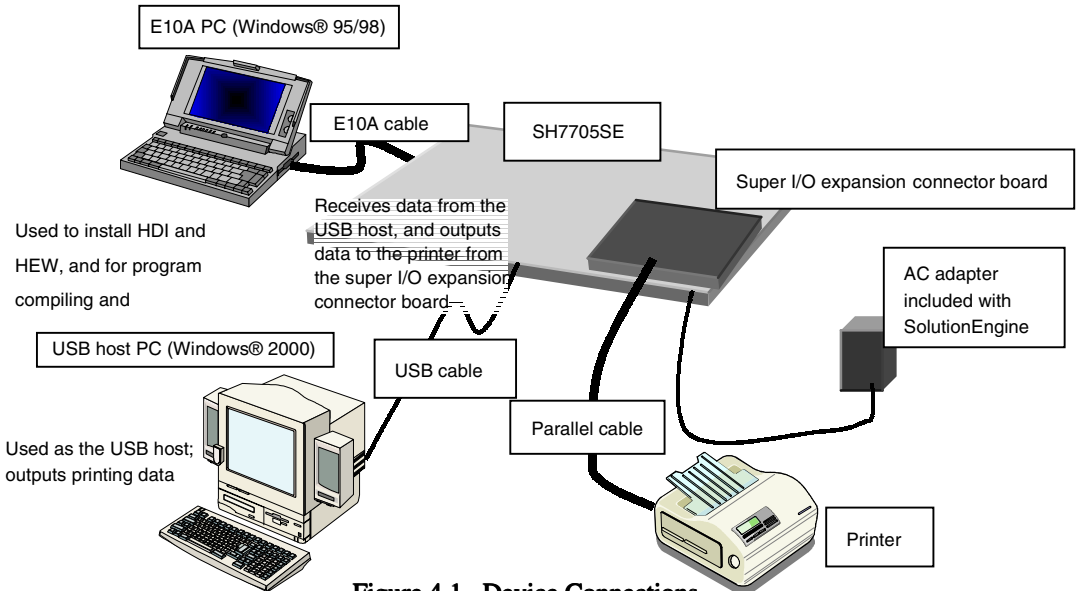 E10A PC (Windows® 95/98)
E10A cable
SH7705SE
Super I/O expansion connector board
Used to install HDI and
HEW, and for program
compiling and
Receives data from the
USB host, and outputs
data to the printer from
the super I/O expansion
connector board
AC adapter
included with
SolutionEngine
USB host PC (Windows® 2000)
USB cable
Parallel cable
Used as the USB host;
outputs printing data
Printer
Figure 4.1 Device Connections